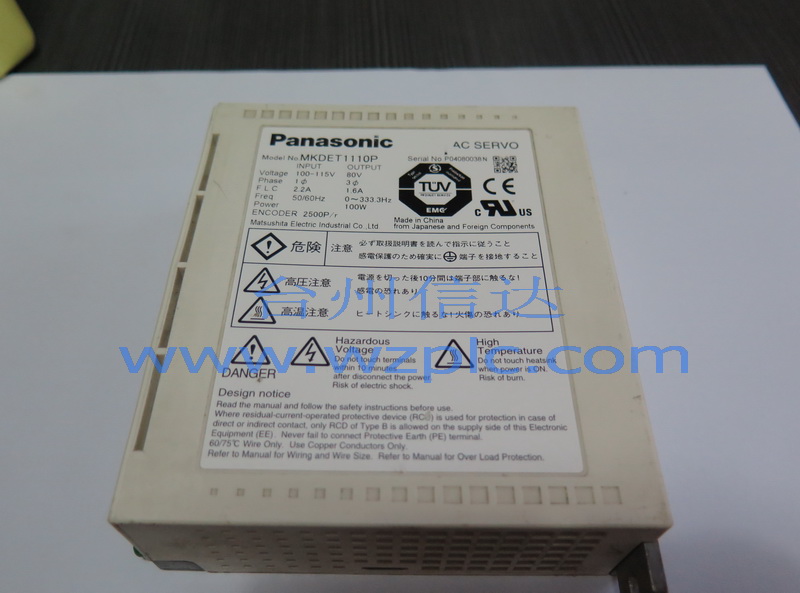 Panasonic
AC SERVO
Model No. MKDET1110P
Serial No. P04080038N
INPUT OUTPUT
Voltage 100-115V 80V
Phase 1φ 3φ
F.L.C 2.2A 1.6A
Freq 50/60Hz 0~333.3Hz
Power 100W
ENCODER 2500P/r
Matsushita Electric Industrial Co.,Ltd
TÜV
EMC
CE
c UL US
Made in China
from Japanese and Foreign Components
危険 注意 必ず取扱説明書を読んで指示に従うこと
感電保護のため確実に端子を接地すること
高圧注意 電源を切った後10分間は端子部に触るな!
感電の恐れあり
高温注意 ヒートシンクに触るな!火傷の恐れあり
台州信达
www.wzplc.com
DANGER
Hazardous
Voltage
Do not touch terminals
within 10 minutes
after disconnect the power.
Risk of electric shock.
High
Temperature
Do not touch heatsink
when power is ON.
Risk of burn.
Design notice
Read the manual and follow the safety instructions before use.
Where residual-current-operated protective device (RCD) is used for protection in case of
direct or indirect contact, only RCD of Type B is allowed on the supply side of this Electronic
Equipment (EE). Never fail to connect Protective Earth (PE) terminal.
60/75℃ Wire Only. Use Copper Conductors Only.
Refer to Manual for Wiring and Wire Size. Refer to Manual for Over Load Protection.